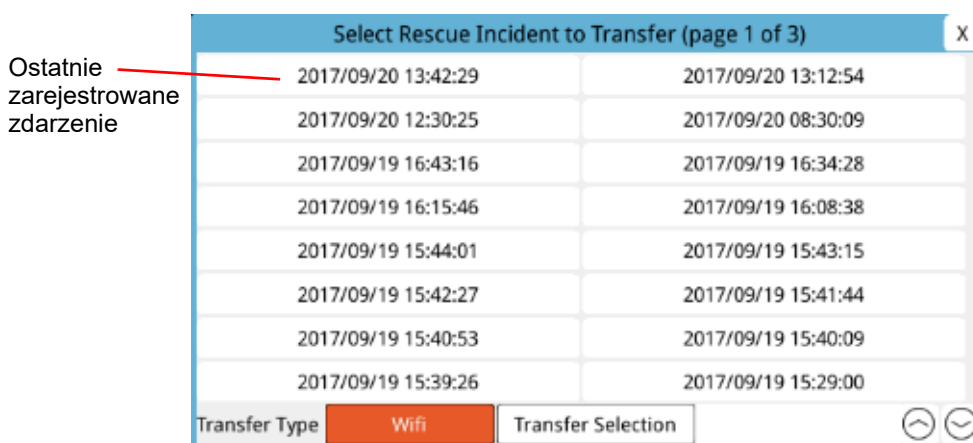 Select Rescue Incident to Transfer (page 1 of 3) X
Ostatnie
zarejestrowane
zdarzenie
2017/09/20 13:42:29 2017/09/20 13:12:54
2017/09/20 12:30:25 2017/09/20 08:30:09
2017/09/19 16:43:16 2017/09/19 16:34:28
2017/09/19 16:15:46 2017/09/19 16:08:38
2017/09/19 15:44:01 2017/09/19 15:43:15
2017/09/19 15:42:27 2017/09/19 15:41:44
2017/09/19 15:40:53 2017/09/19 15:40:09
2017/09/19 15:39:26 2017/09/19 15:29:00
Transfer Type Wifi Transfer Selection